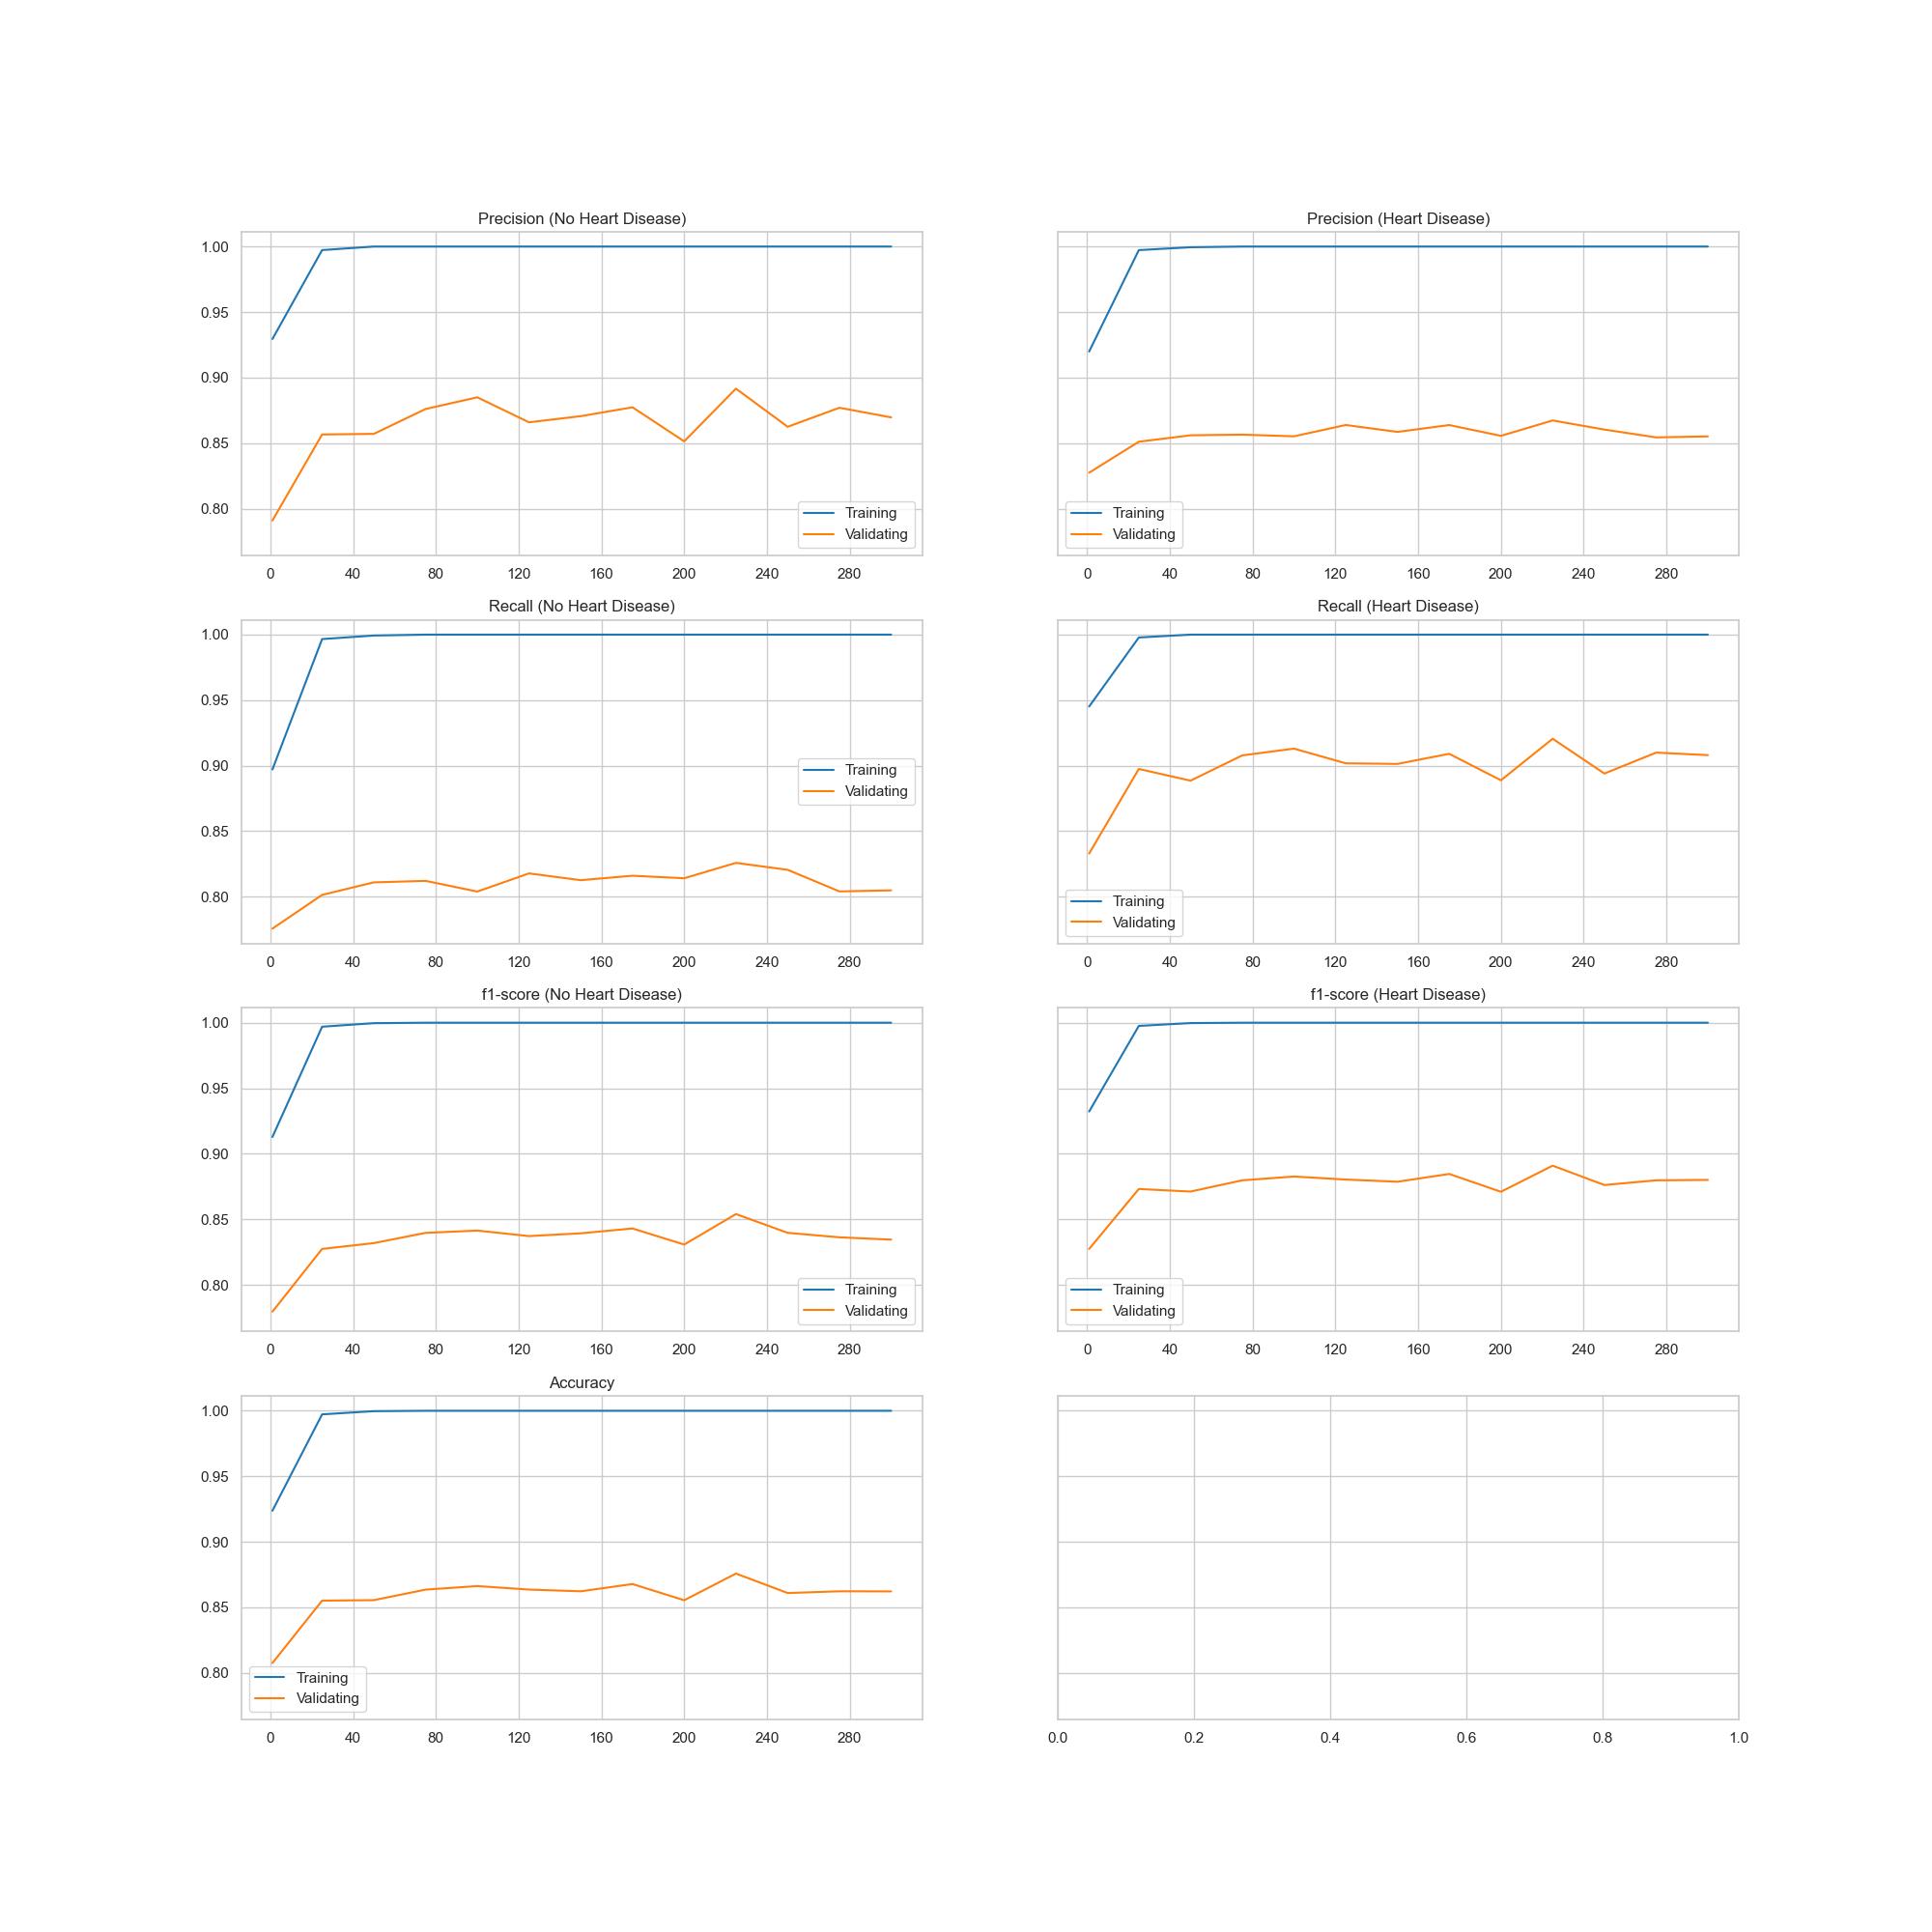 Precision (No Heart Disease)
1.00
0.95
0.90
0.85
0.80
Training
Validating
0 40 80 120 160 200 240 280
Precision (Heart Disease)
Training
Validating
0 40 80 120 160 200 240 280
Recall (No Heart Disease)
1.00
0.95
0.90
0.85
0.80
Training
Validating
0 40 80 120 160 200 240 280
Recall (Heart Disease)
Training
Validating
0 40 80 120 160 200 240 280
f1-score (No Heart Disease)
1.00
0.95
0.90
0.85
0.80
Training
Validating
0 40 80 120 160 200 240 280
f1-score (Heart Disease)
Training
Validating
0 40 80 120 160 200 240 280
Accuracy
1.00
0.95
0.90
0.85
0.80
Training
Validating
0 40 80 120 160 200 240 280
0.0 0.2 0.4 0.6 0.8 1.0